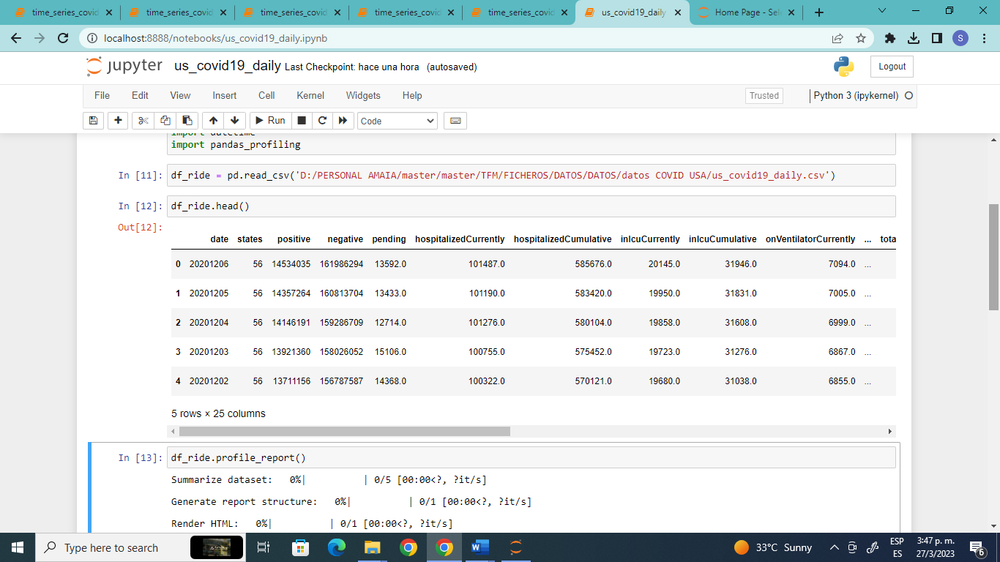 time_series_covid
time_series_covid
time_series_covid
time_series_covid
time_series_covid
us_covid19_daily
Home Page - Sel
localhost:8888/notebooks/us_covid19_daily.ipynb
S
jupyter us_covid19_daily Last Checkpoint: hace una hora (autosaved)
Logout
File Edit View Insert Cell Kernel Widgets Help
Trusted
Python 3 (ipykernel)
Run
Code
import datetime
import pandas_profiling
In [11]: df_ride = pd.read_csv('D:/PERSONAL AMAIA/master/master/TFM/FICHEROS/DATOS/DATOS/datos COVID USA/us_covid19_daily.csv')
In [12]: df_ride.head()
Out[12]:
date states positive negative pending hospitalizedCurrently hospitalizedCumulative inIcuCurrently inIcuCumulative onVentilatorCurrently ... tota
0 20201206 56 14534035 161986294 13592.0 101487.0 585676.0 20145.0 31946.0 7094.0 ...
1 20201205 56 14357264 160813704 13433.0 101190.0 583420.0 19950.0 31831.0 7005.0 ...
2 20201204 56 14146191 159286709 12714.0 101276.0 580104.0 19858.0 31608.0 6999.0 ...
3 20201203 56 13921360 158026052 15106.0 100755.0 575452.0 19723.0 31276.0 6867.0 ...
4 20201202 56 13711156 156787587 14368.0 100322.0 570121.0 19680.0 31038.0 6855.0 ...
5 rows × 25 columns
In [13]: df_ride.profile_report()
Summarize dataset: 0%| | 0/5 [00:00<?, ?it/s]
Generate report structure: 0%| | 0/1 [00:00<?, ?it/s]
Render HTML: 0%| | 0/1 [00:00<?, ?it/s]
Type here to search
33°C Sunny
ESP
ES
3:47 p. m.
27/3/2023
6